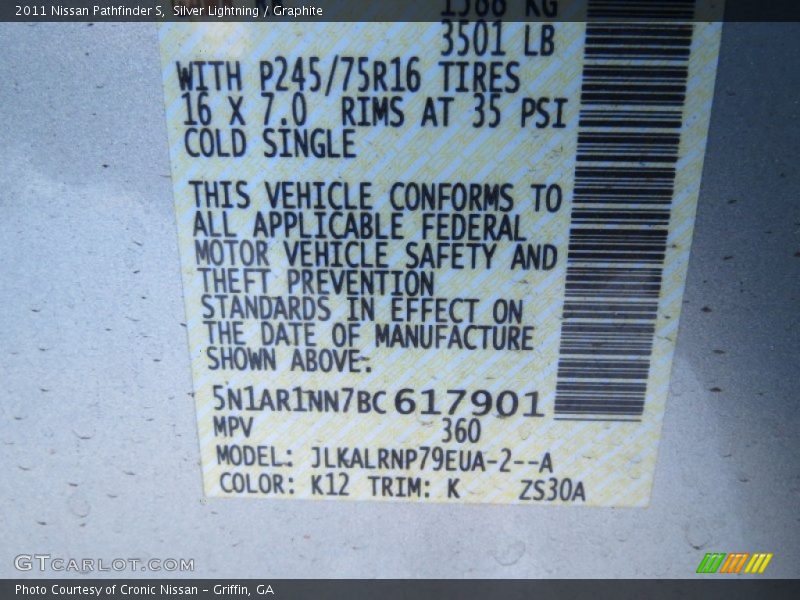 2011 Nissan Pathfinder S, Silver Lightning / Graphite
1588 KG
3501 LB
WITH P245/75R16 TIRES
16 X 7.0 RIMS AT 35 PSI
COLD SINGLE
THIS VEHICLE CONFORMS TO
ALL APPLICABLE FEDERAL
MOTOR VEHICLE SAFETY AND
THEFT PREVENTION
STANDARDS IN EFFECT ON
THE DATE OF MANUFACTURE
SHOWN ABOVE:
5N1AR1NN7BC617901
MPV 360
MODEL: JLKALRNP79EUA-2--A
COLOR: K12 TRIM: K ZS30A
GTCARLOT.COM
Photo Courtesy of Cronic Nissan - Griffin, GA